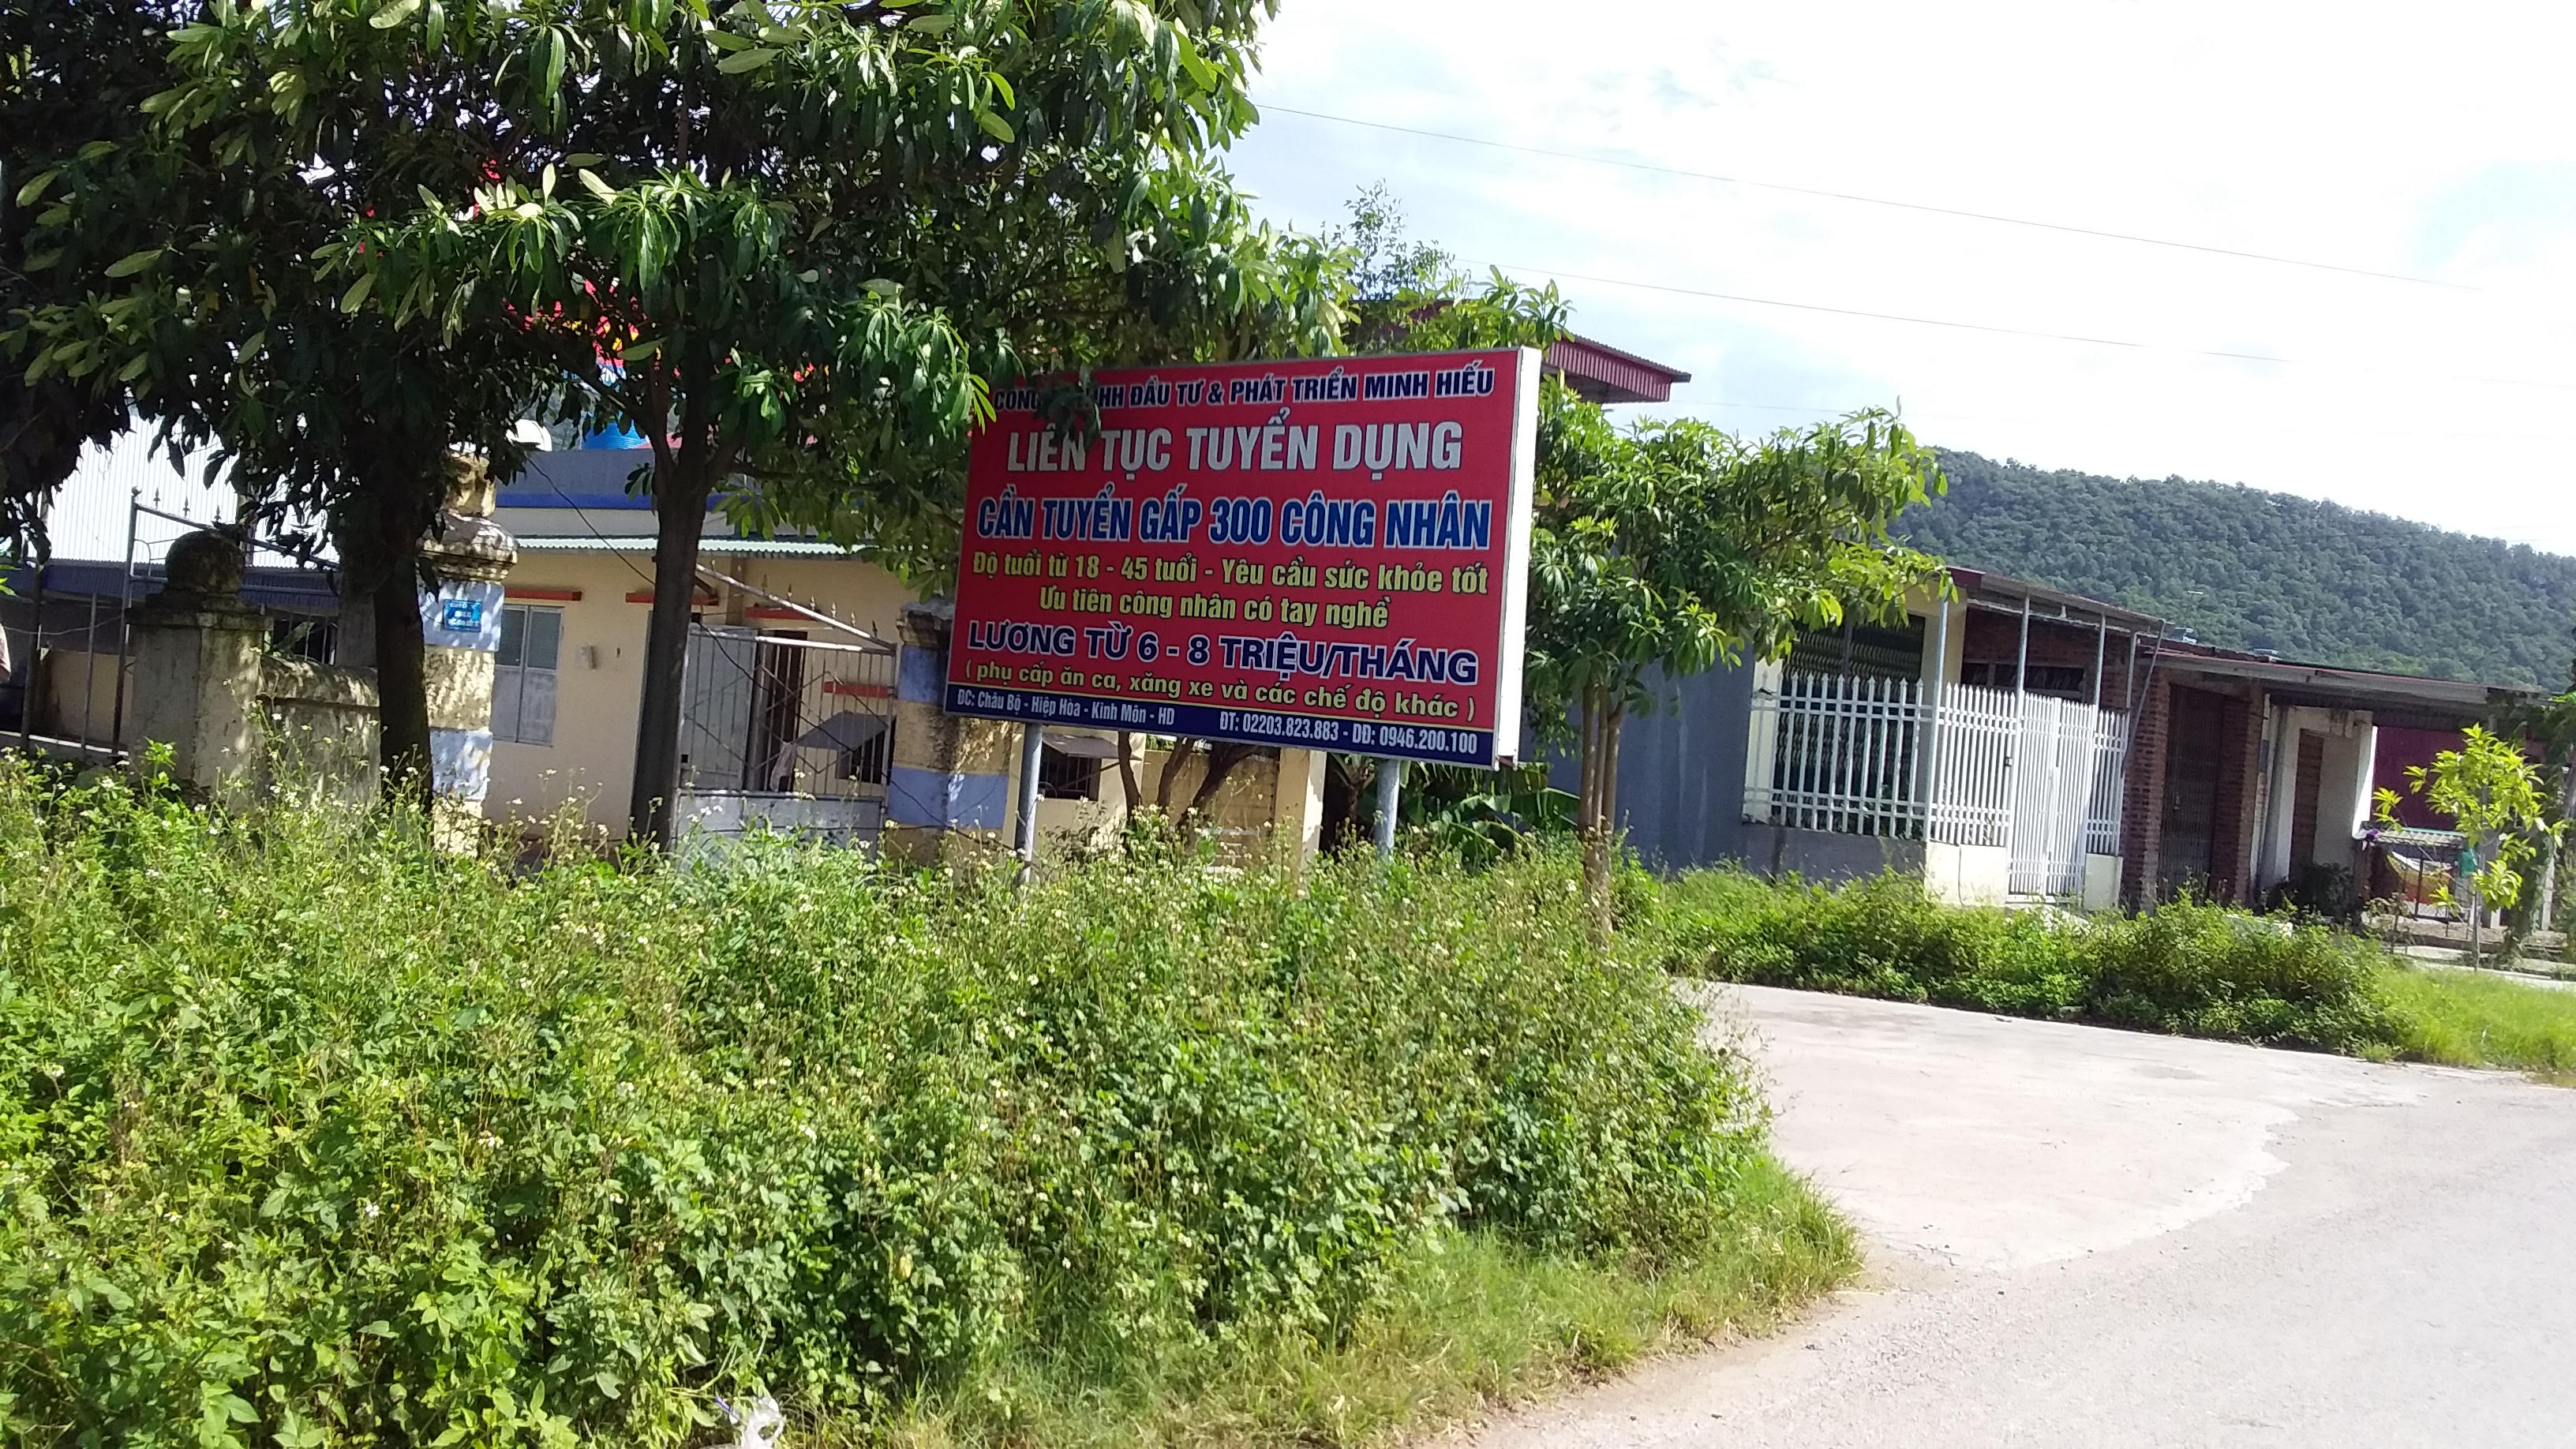 CÔNG ĐẦU TƯ & PHÁT TRIỂN MINH HIẾU
LIÊN TỤC TUYỂN DỤNG
CẦN TUYỂN GẤP 300 CÔNG NHÂN
Độ tuổi từ 18 - 45 tuổi - Yêu cầu sức khỏe tốt
Ưu tiên công nhân có tay nghề
LƯƠNG TỪ 6 - 8 TRIỆU/THÁNG
( phụ cấp ăn ca, xăng xe và các chế độ khác )
ĐC: Châu Bộ - Hiệp Hòa - Kinh Môn - HD ĐT: 02203.823.883 - DĐ: 0946.200.100